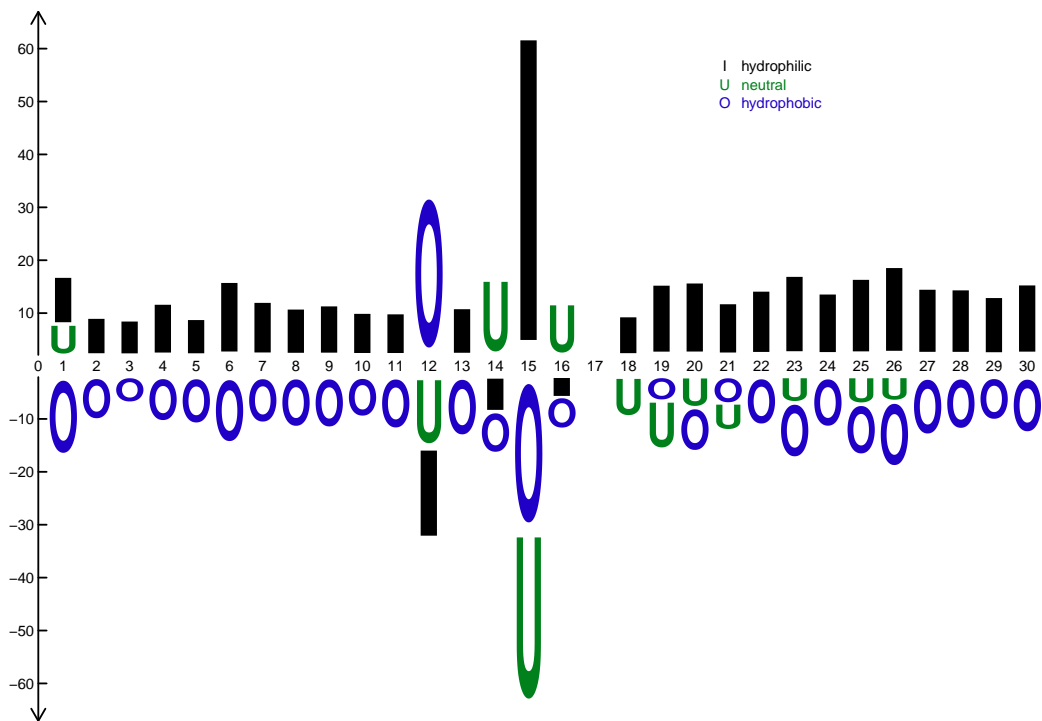 60
50
40
30
20
10
I hydrophilic
U neutral
O hydrophobic
I I I I I I I I I I I O I U I U I I I I I I I I I I I I I
U
0 1 2 3 4 5 6 7 8 9 10 11 12 13 14 15 16 17 18 19 20 21 22 23 24 25 26 27 28 29 30
O O O O O O O O O O O U O I O I U O U O O U O U U O O O O
I O U O U O U O O O
−10
−20
−30
−40
−50
−60